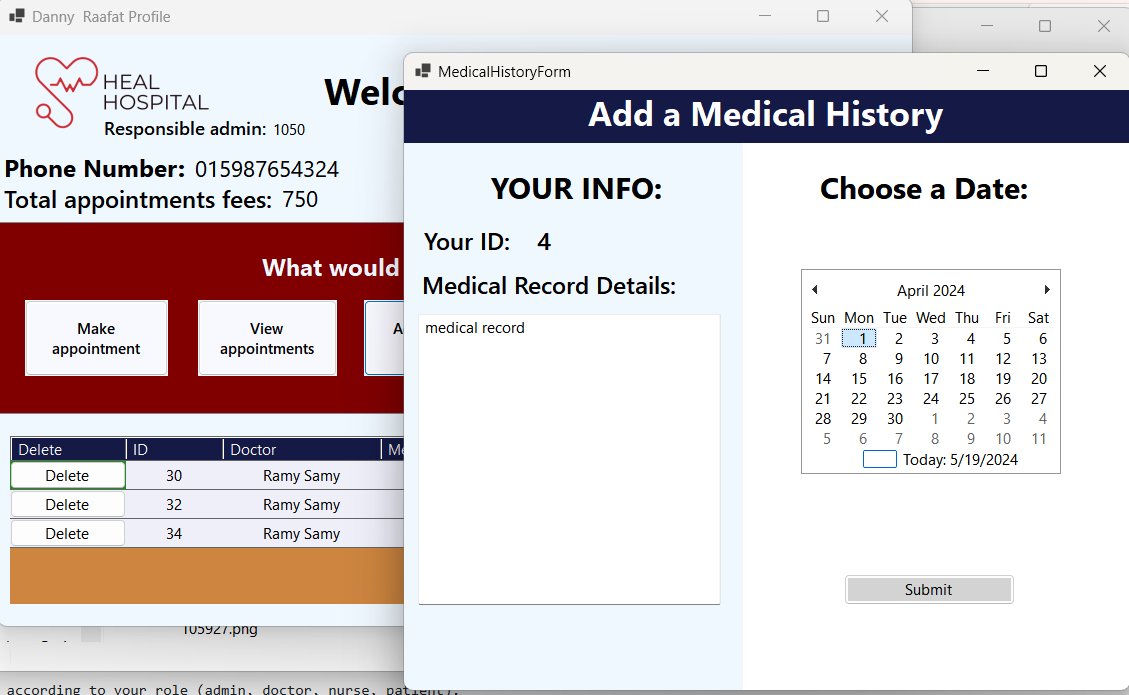 Danny  Raafat Profile
HEAL
HOSPITAL
Responsible admin: 1050
Phone Number: 015987654324
Total appointments fees: 750
What would
Make
appointment
View
appointments
Delete ID Doctor
Delete 30 Ramy Samy
Delete 32 Ramy Samy
Delete 34 Ramy Samy
105927.png
according to your role (admin, doctor, nurse, patient).
MedicalHistoryForm
Add a Medical History
YOUR INFO:
Your ID: 4
Medical Record Details:
medical record
Choose a Date:
April 2024
Sun Mon Tue Wed Thu Fri Sat
31 1 2 3 4 5 6
7 8 9 10 11 12 13
14 15 16 17 18 19 20
21 22 23 24 25 26 27
28 29 30 1 2 3 4
5 6 7 8 9 10 11
Today: 5/19/2024
Submit